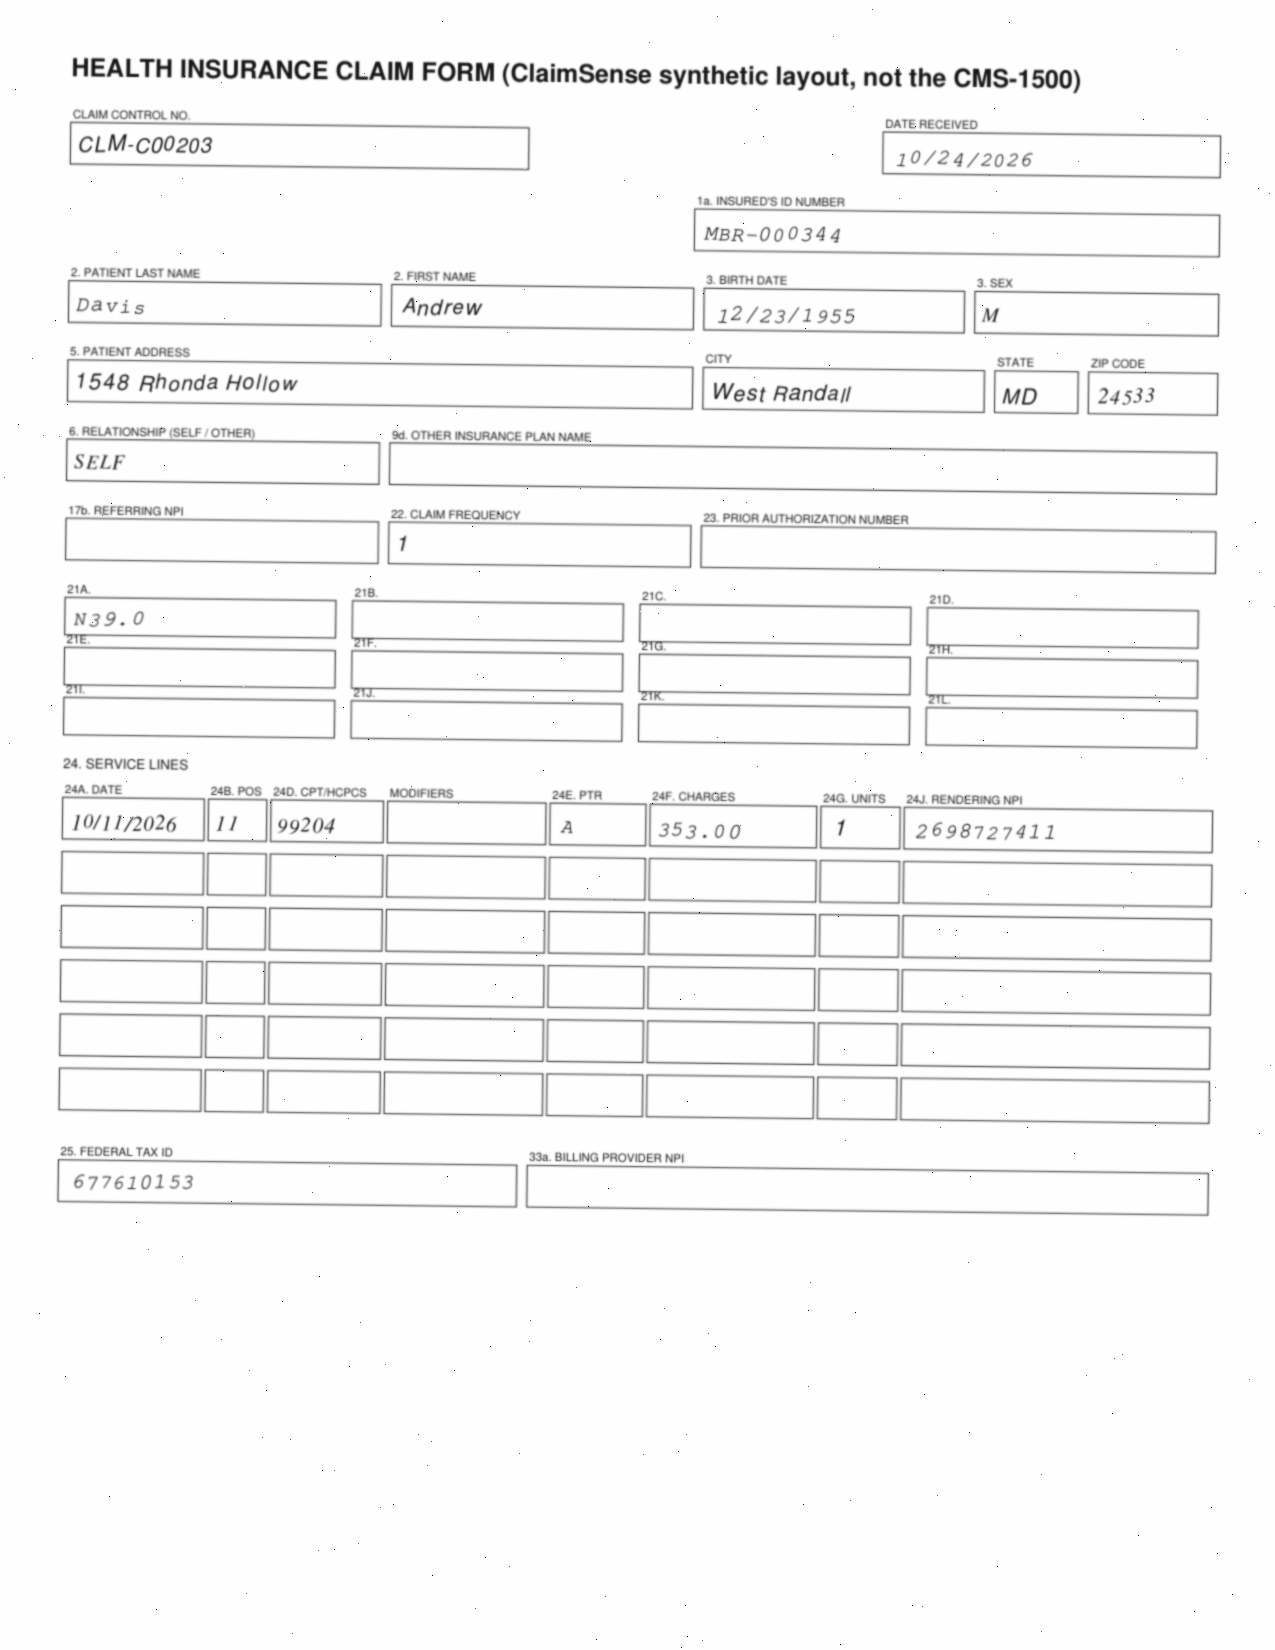 HEALTH INSURANCE CLAIM FORM (ClaimSense synthetic layout, not the CMS-1500)
CLAIM CONTROL NO.
CLM-C00203
DATE RECEIVED
10/24/2026
1a. INSURED'S ID NUMBER
MBR-000344
2. PATIENT LAST NAME
Davis
2. FIRST NAME
Andrew
3. BIRTH DATE
12/23/1955
3. SEX
M
5. PATIENT ADDRESS
1548 Rhonda Hollow
CITY
West Randall
STATE
MD
ZIP CODE
24533
6. RELATIONSHIP (SELF / OTHER)
SELF
9d. OTHER INSURANCE PLAN NAME
17b. REFERRING NPI
22. CLAIM FREQUENCY
1
23. PRIOR AUTHORIZATION NUMBER
21A.
N39.0
21B.
21C.
21D.
21E.
21F.
21G.
21H.
21I.
21J.
21K.
21L.
24. SERVICE LINES
24A. DATE 24B. POS 24D. CPT/HCPCS MODIFIERS 24E. PTR 24F. CHARGES 24G. UNITS 24J. RENDERING NPI
10/11/2026 11 99204 A 353.00 1 2698727411
25. FEDERAL TAX ID
677610153
33a. BILLING PROVIDER NPI